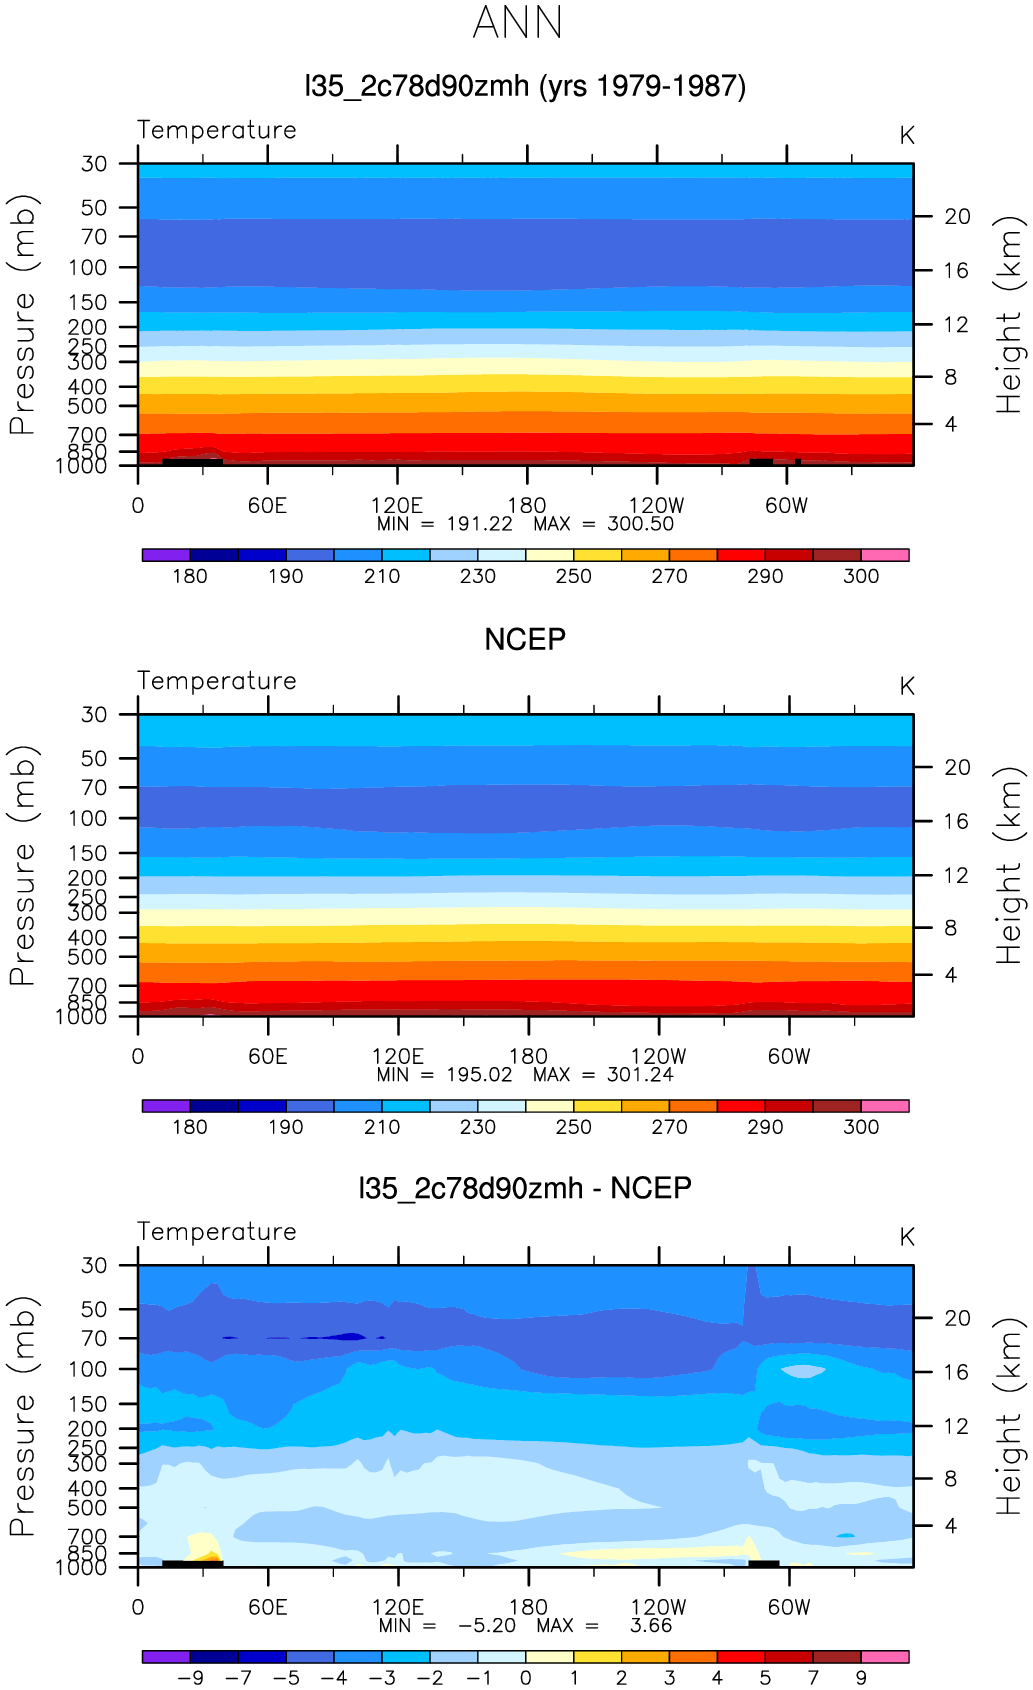 ANN
l35_2c78d90zmh (yrs 1979-1987)
Temperature K
Pressure (mb)
30
50
70
100
150
200
250
300
400
500
700
850
1000
Height (km)
20
16
12
8
4
0 60E 120E 180 120W 60W
MIN = 191.22 MAX = 300.50
180 190 210 230 250 270 290 300
NCEP
Temperature K
Pressure (mb)
30
50
70
100
150
200
250
300
400
500
700
850
1000
Height (km)
20
16
12
8
4
0 60E 120E 180 120W 60W
MIN = 195.02 MAX = 301.24
180 190 210 230 250 270 290 300
l35_2c78d90zmh - NCEP
Temperature K
Pressure (mb)
30
50
70
100
150
200
250
300
400
500
700
850
1000
Height (km)
20
16
12
8
4
0 60E 120E 180 120W 60W
MIN = −5.20 MAX = 3.66
−9 −7 −5 −4 −3 −2 −1 0 1 2 3 4 5 7 9